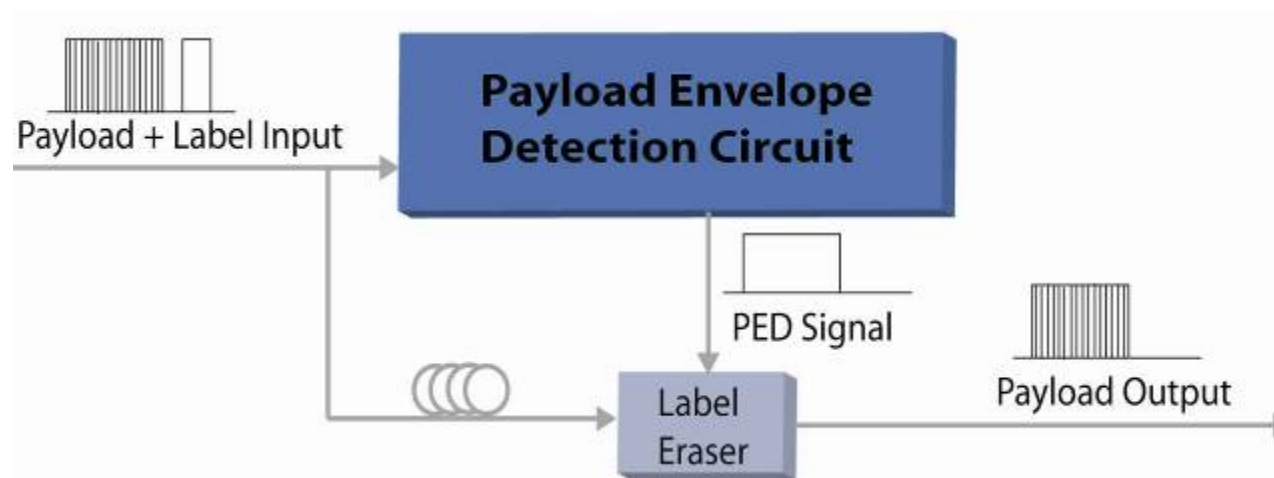 Payload + Label Input
Payload Envelope
Detection Circuit
PED Signal
Label
Eraser
Payload Output